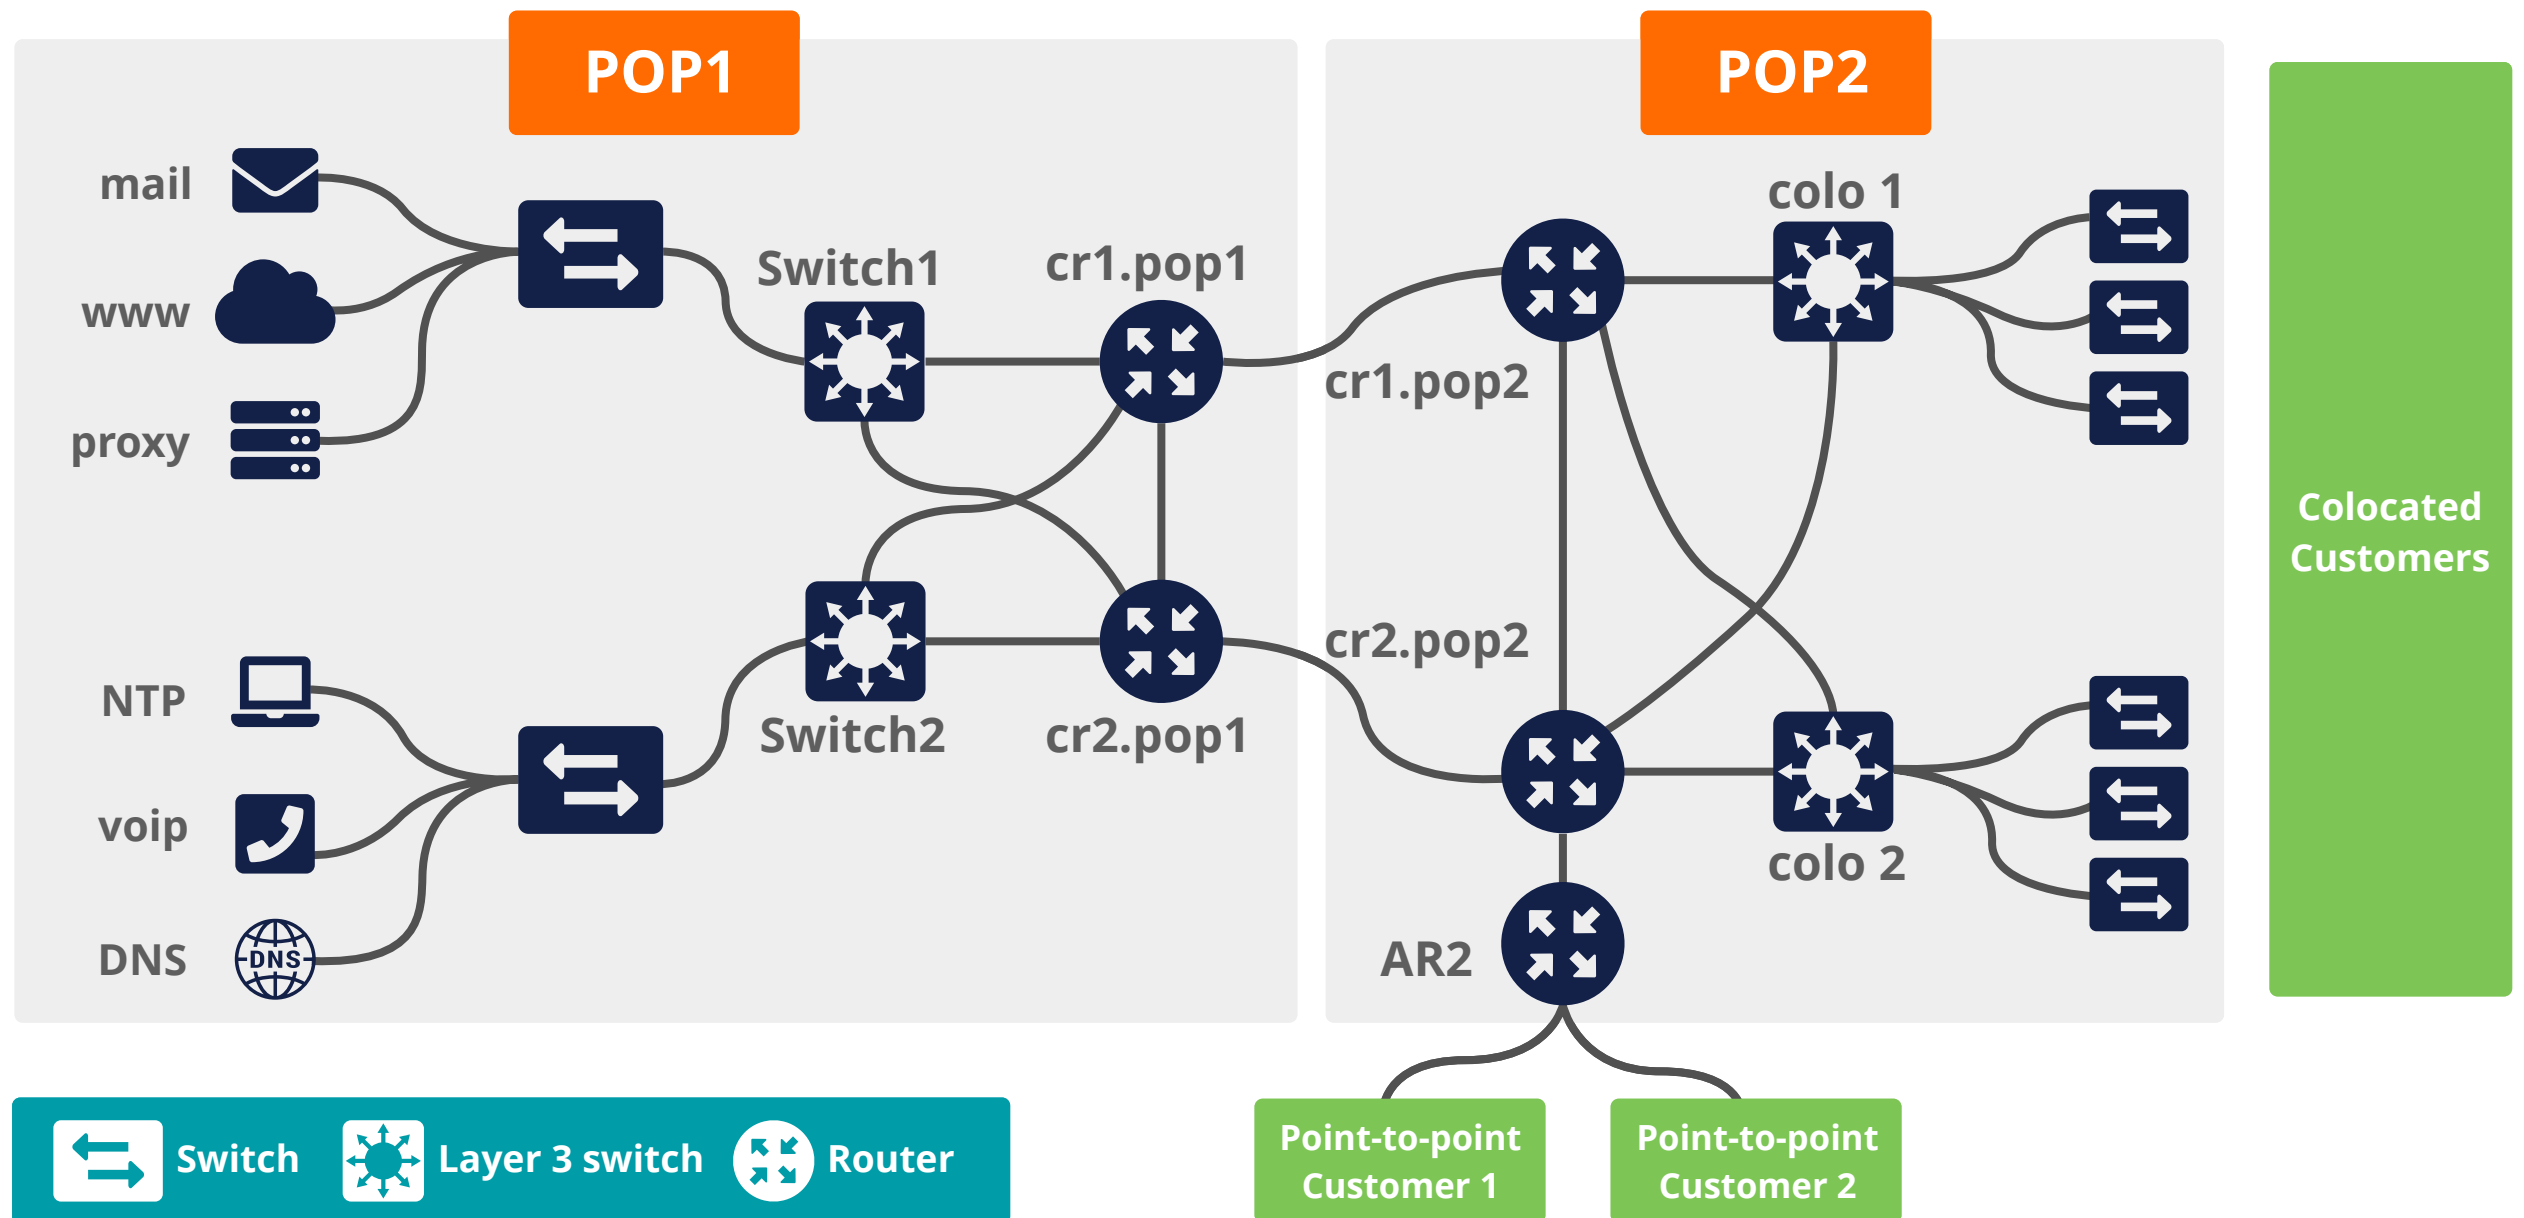 POP1
POP2
mail
www
proxy
Switch1
cr1.pop1
cr1.pop2
colo 1
Colocated
Customers
NTP
voip
DNS
DNS
Switch2
cr2.pop1
cr2.pop2
colo 2
AR2
Switch
Layer 3 switch
Router
Point-to-point
Customer 1
Point-to-point
Customer 2